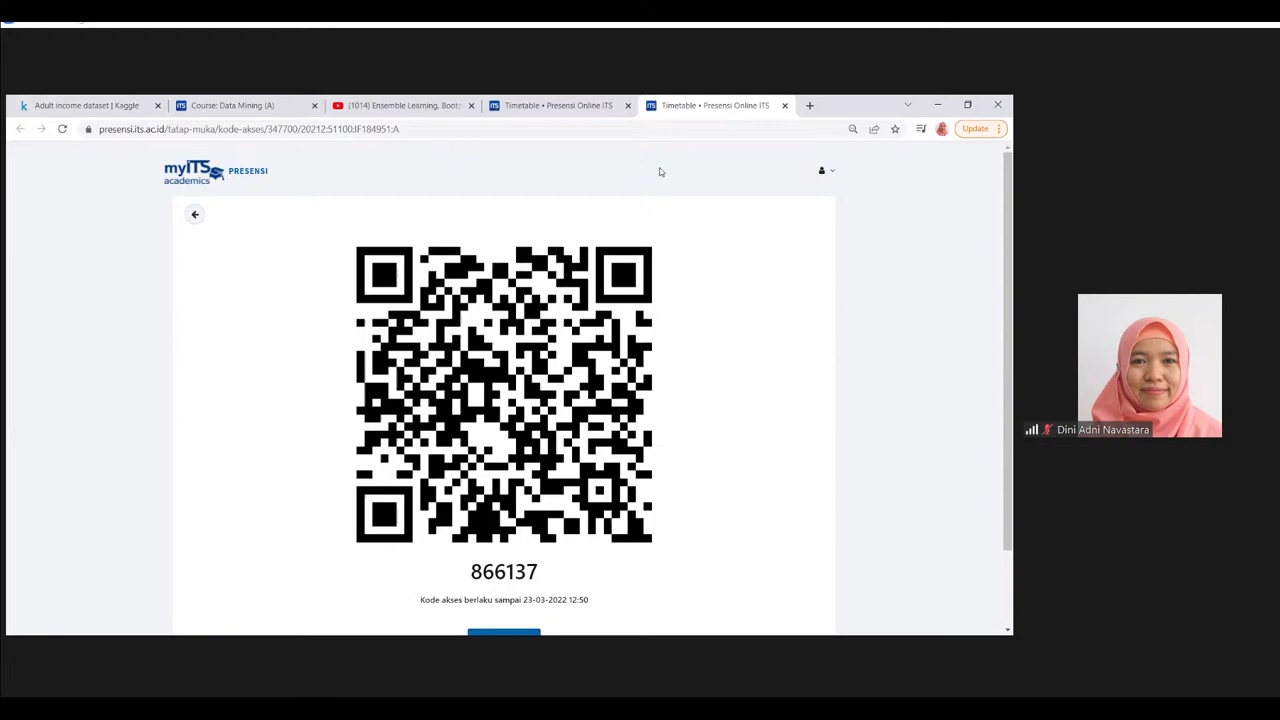 Adult income dataset | Kaggle
Course: Data Mining (A)
(1014) Ensemble Learning, Boots
Timetable • Presensi Online ITS
Timetable • Presensi Online ITS
presensi.its.ac.id/tatap-muka/kode-akses/347700/20212:51100:IF184951:A
Update
myITS academics PRESENSI
866137
Kode akses berlaku sampai 23-03-2022 12:50
Dini Adni Navastara